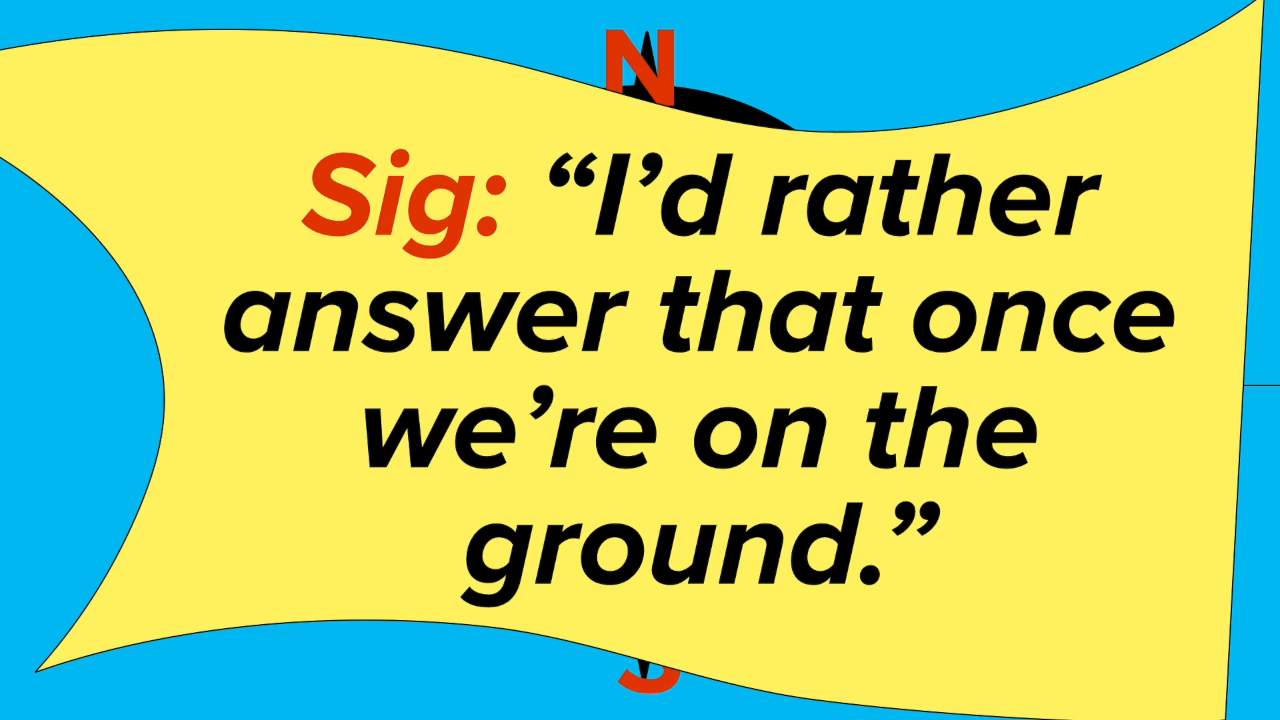 N
Sig: “I’d rather
answer that once
we’re on the
ground.”
S